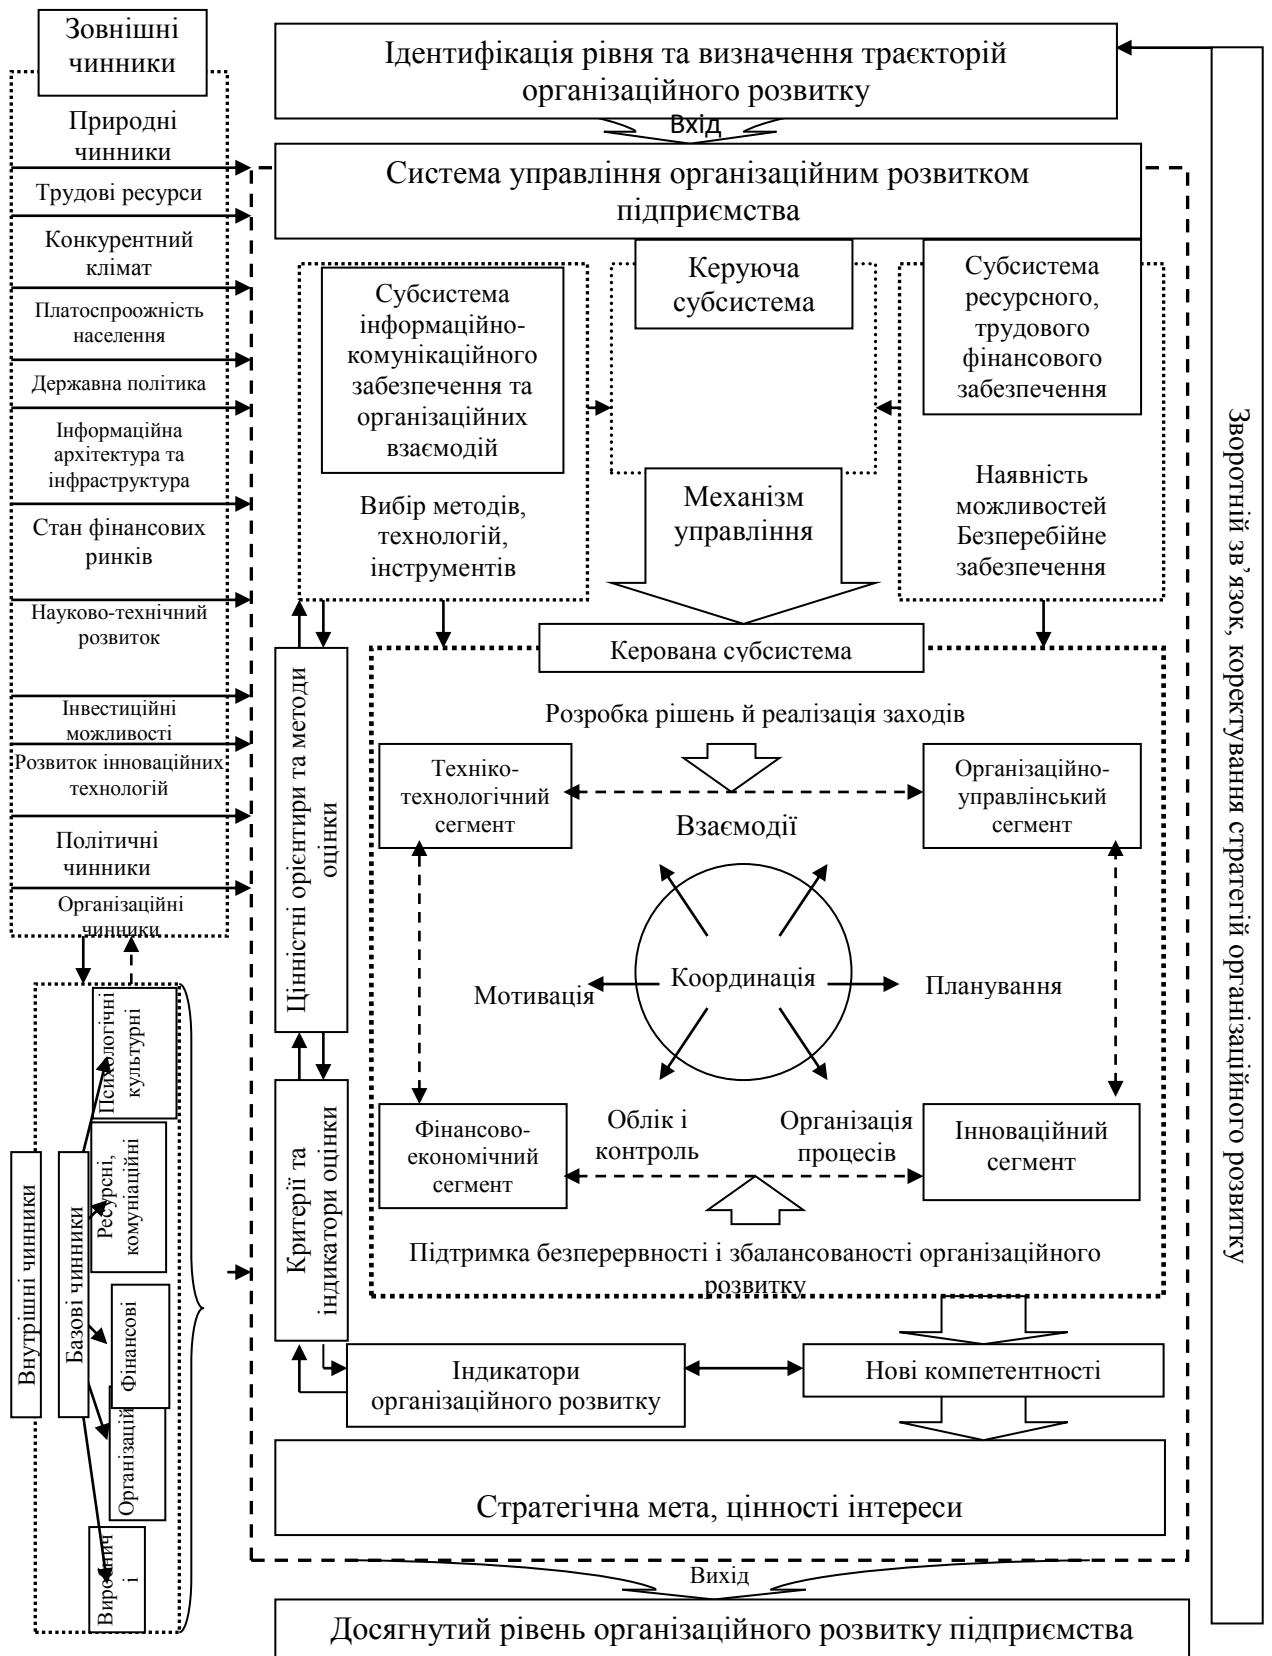 Зовнішні
чинники
Природні
чинники
Трудові ресурси
Конкурентний
клімат
Платоспроожність
населення
Державна політика
Інформаційна
архітектура та
інфраструктура
Стан фінансових
ринків
Науково-технічний
розвиток
Інвестиційні
можливості
Розвиток інноваційних
технологій
Політичні
чинники
Організаційні
чинники
Внутрішні чинники
Базові чинники
Психологічні
культурні
Ресурсні,
комуніаційні
Фінансові
Організацій
Виробнич
і
Ідентифікація рівня та визначення траєкторій
організаційного розвитку
Вхід
Система управління організаційним розвитком
підприємства
Субсистема
інформаційно-
комунікаційного
забезпечення та
організаційних
взаємодій
Вибір методів,
технологій,
інструментів
Керуюча
субсистема
Механізм
управління
Субсистема
ресурсного,
трудового
фінансового
забезпечення
Наявність
можливостей
Безперебійне
забезпечення
Цінністні орієнтири та методи
оцінки
Критерії та
індикатори оцінки
Керована субсистема
Розробка рішень й реалізація заходів
Техніко-
технологічний
сегмент
Організаційно-
управлінський
сегмент
Взаємодії
Мотивація
Координація
Планування
Облік і
контроль
Організація
процесів
Фінансово-
економічний
сегмент
Інноваційний
сегмент
Підтримка безперервності і збалансованості організаційного
розвитку
Індикатори
організаційного розвитку
Нові компетентності
Стратегічна мета, цінності інтереси
Вихід
Досягнутий рівень організаційного розвитку підприємства
Зворотній зв’язок, коректування стратегій організаційного розвитку